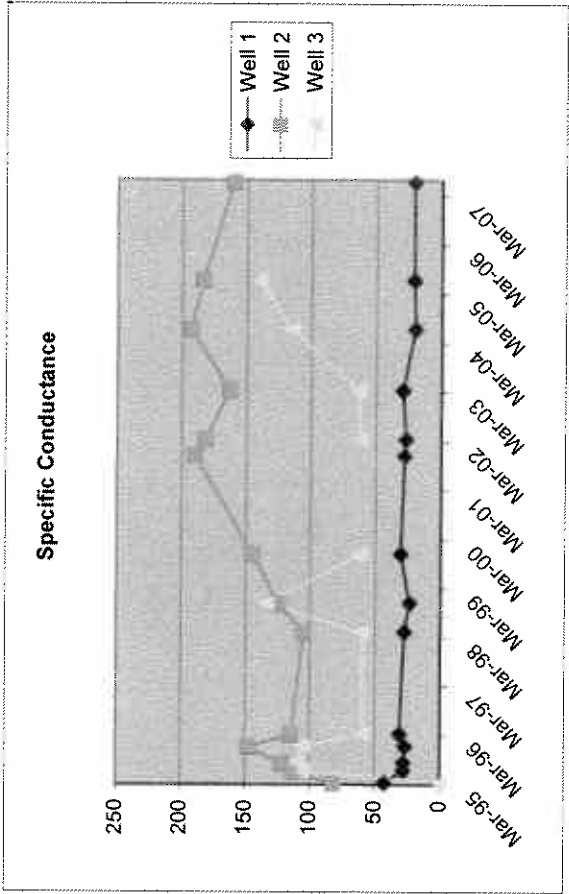 Specific Conductance
250
200
150
100
50
0
Mar-95
Mar-96
Mar-97
Mar-98
Mar-99
Mar-00
Mar-01
Mar-02
Mar-03
Mar-04
Mar-05
Mar-06
Mar-07
Well 1
Well 2
Well 3